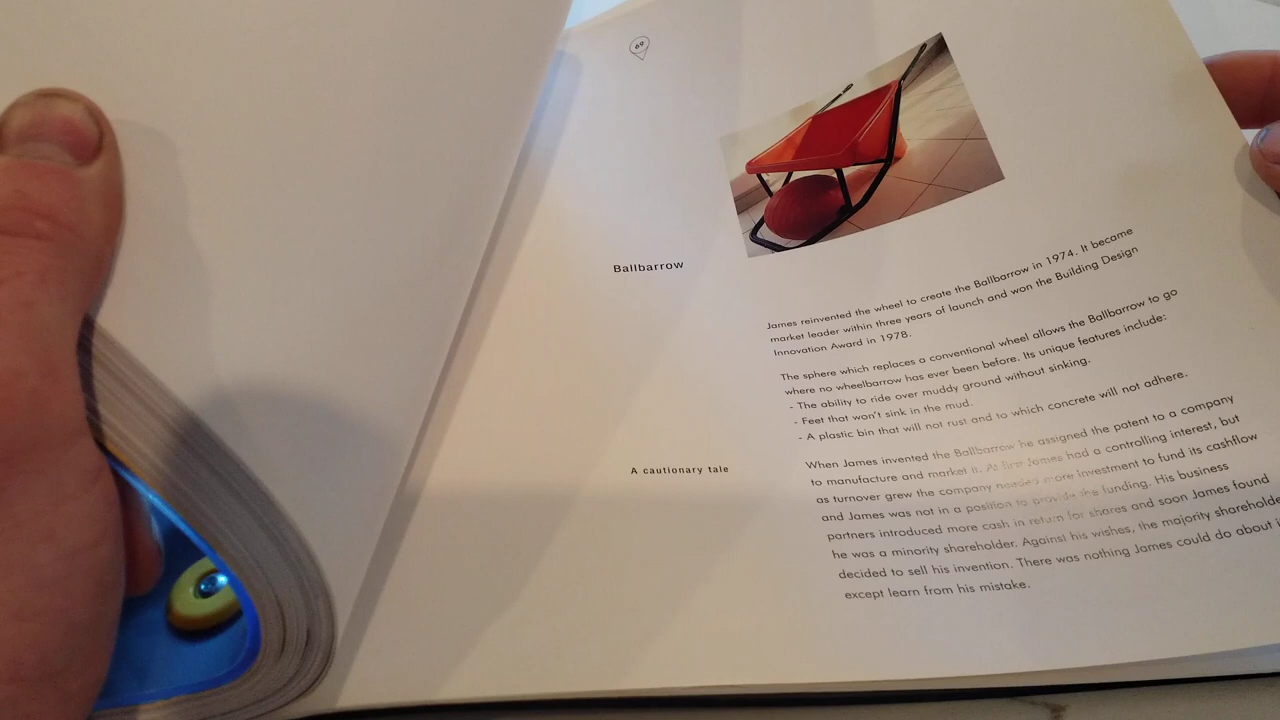 69
Ballbarrow
James reinvented the wheel to create the Ballbarrow in 1974. It became
market leader within three years of launch and won the Building Design
Innovation Award in 1978.
The sphere which replaces a conventional wheel allows the Ballbarrow to go
where no wheelbarrow has ever been before. Its unique features include:
- The ability to ride over muddy ground without sinking.
- Feet that won't sink in the mud.
- A plastic bin that will not rust and to which concrete will not adhere.
A cautionary tale
When James invented the Ballbarrow he assigned the patent to a company
to manufacture and market it. At first James had a controlling interest, but
as turnover grew the company needed more investment to fund its cashflow
and James was not in a position to provide the funding. His business
partners introduced more cash in return for shares and soon James found
he was a minority shareholder. Against his wishes, the majority shareholde
decided to sell his invention. There was nothing James could do about i
except learn from his mistake.